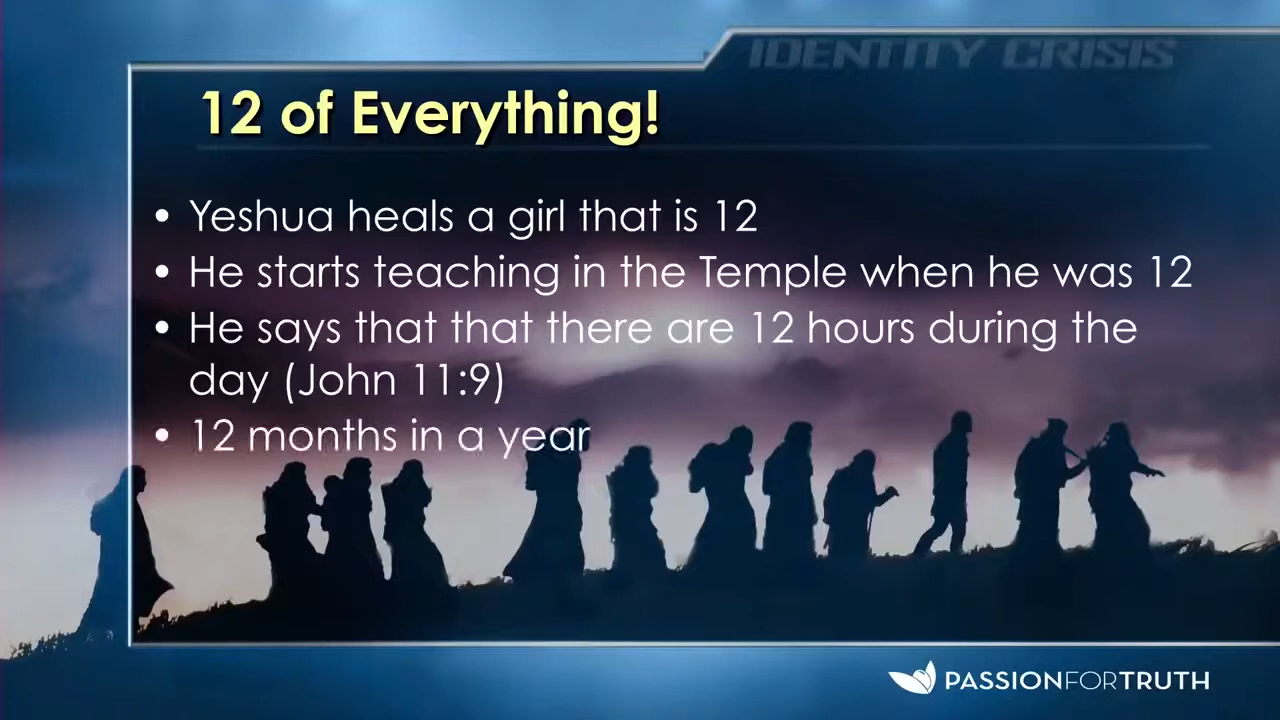 IDENTITY CRISIS
12 of Everything!
• Yeshua heals a girl that is 12
• He starts teaching in the Temple when he was 12
• He says that that there are 12 hours during the
day (John 11:9)
• 12 months in a year
PASSIONFORTRUTH